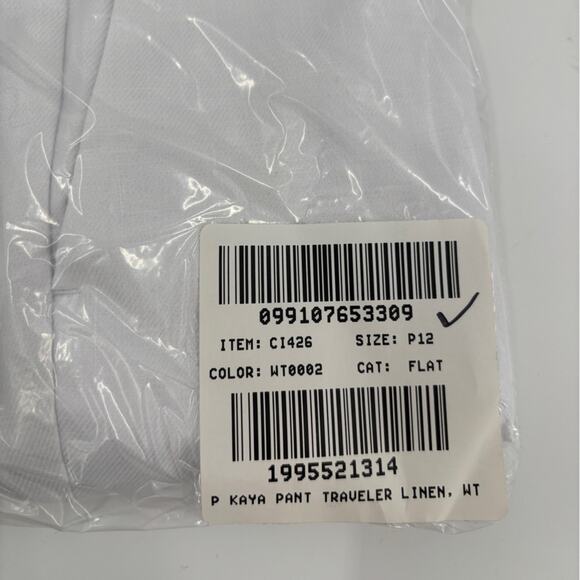 099107653309
ITEM: CI426 SIZE: P12
COLOR: WT0002 CAT: FLAT
1995521314
P KAYA PANT TRAVELER LINEN, WT